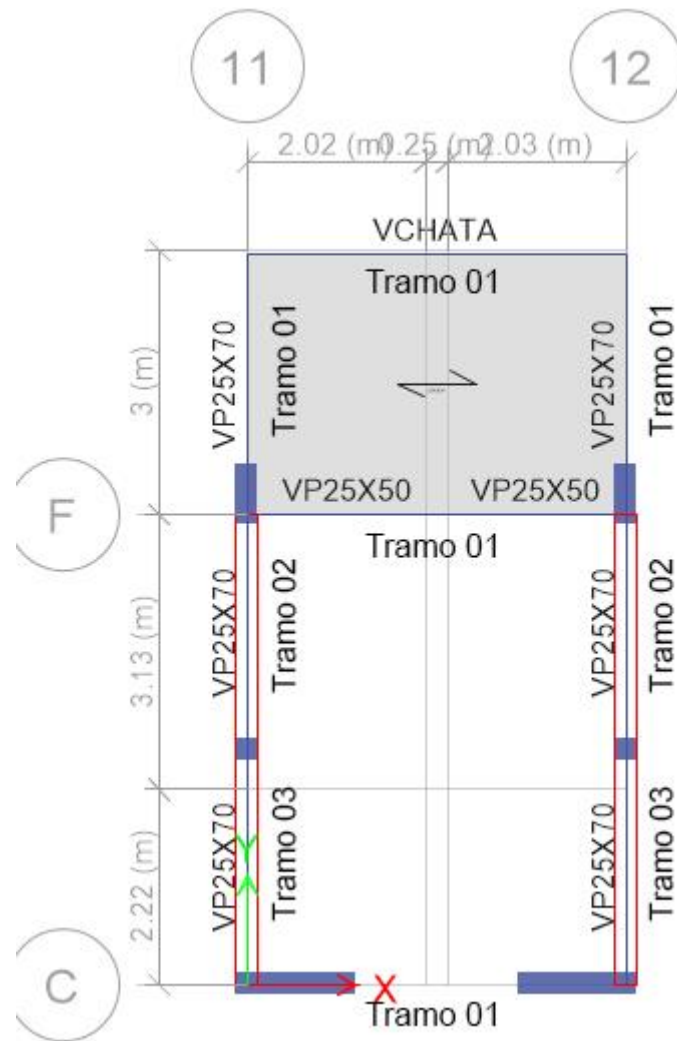 11 12
2.02 (m) 0.25 (m) 2.03 (m)
VCHATA
Tramo 01
VP25X70
Tramo 01
VP25X70
Tramo 01
3 (m)
VP25X50 VP25X50
F
Tramo 01
VP25X70
Tramo 02
VP25X70
Tramo 02
3.13 (m)
VP25X70
Tramo 03
VP25X70
Tramo 03
2.22 (m)
Y
C
X
Tramo 01